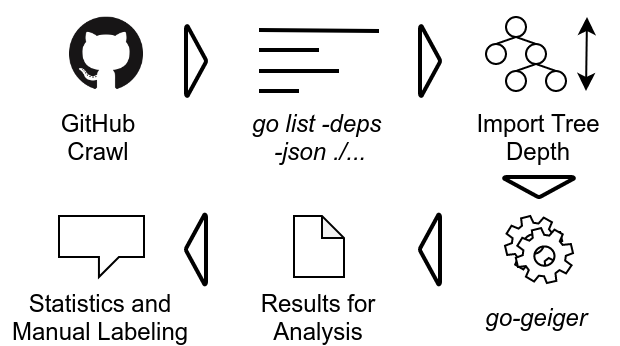 GitHub
Crawl
go list -deps
-json ./...
Import Tree
Depth
go-geiger
Results for
Analysis
Statistics and
Manual Labeling